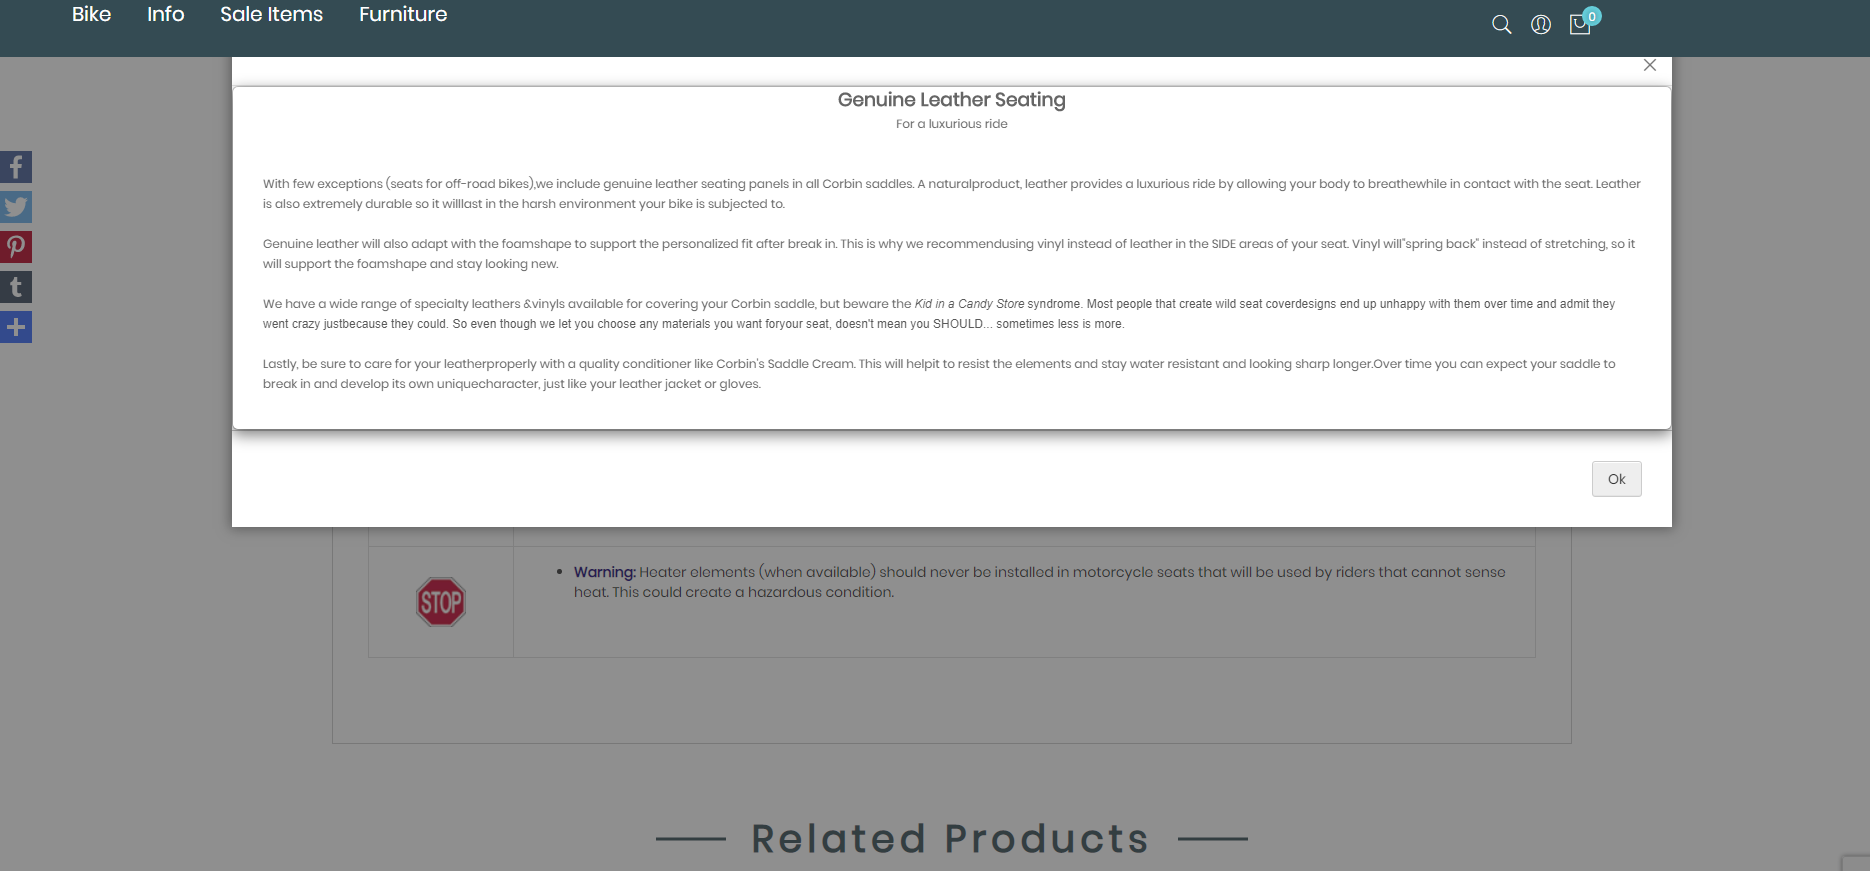 Bike Info Sale Items Furniture
0
Genuine Leather Seating
For a luxurious ride
With few exceptions (seats for off-road bikes),we include genuine leather seating panels in all Corbin saddles. A naturalproduct, leather provides a luxurious ride by allowing your body to breathewhile in contact with the seat. Leather
is also extremely durable so it willlast in the harsh environment your bike is subjected to.
Genuine leather will also adapt with the foamshape to support the personalized fit after break in. This is why we recommendusing vinyl instead of leather in the SIDE areas of your seat. Vinyl will"spring back" instead of stretching, so it
will support the foamshape and stay looking new.
We have a wide range of specialty leathers &vinyls available for covering your Corbin saddle, but beware the Kid in a Candy Store syndrome. Most people that create wild seat coverdesigns end up unhappy with them over time and admit they
went crazy justbecause they could. So even though we let you choose any materials you want foryour seat, doesn't mean you SHOULD... sometimes less is more.
Lastly, be sure to care for your leatherproperly with a quality conditioner like Corbin's Saddle Cream. This will helpit to resist the elements and stay water resistant and looking sharp longer.Over time you can expect your saddle to
break in and develop its own uniquecharacter, just like your leather jacket or gloves.
Ok
STOP
• Warning: Heater elements (when available) should never be installed in motorcycle seats that will be used by riders that cannot sense
heat. This could create a hazardous condition.
Related Products